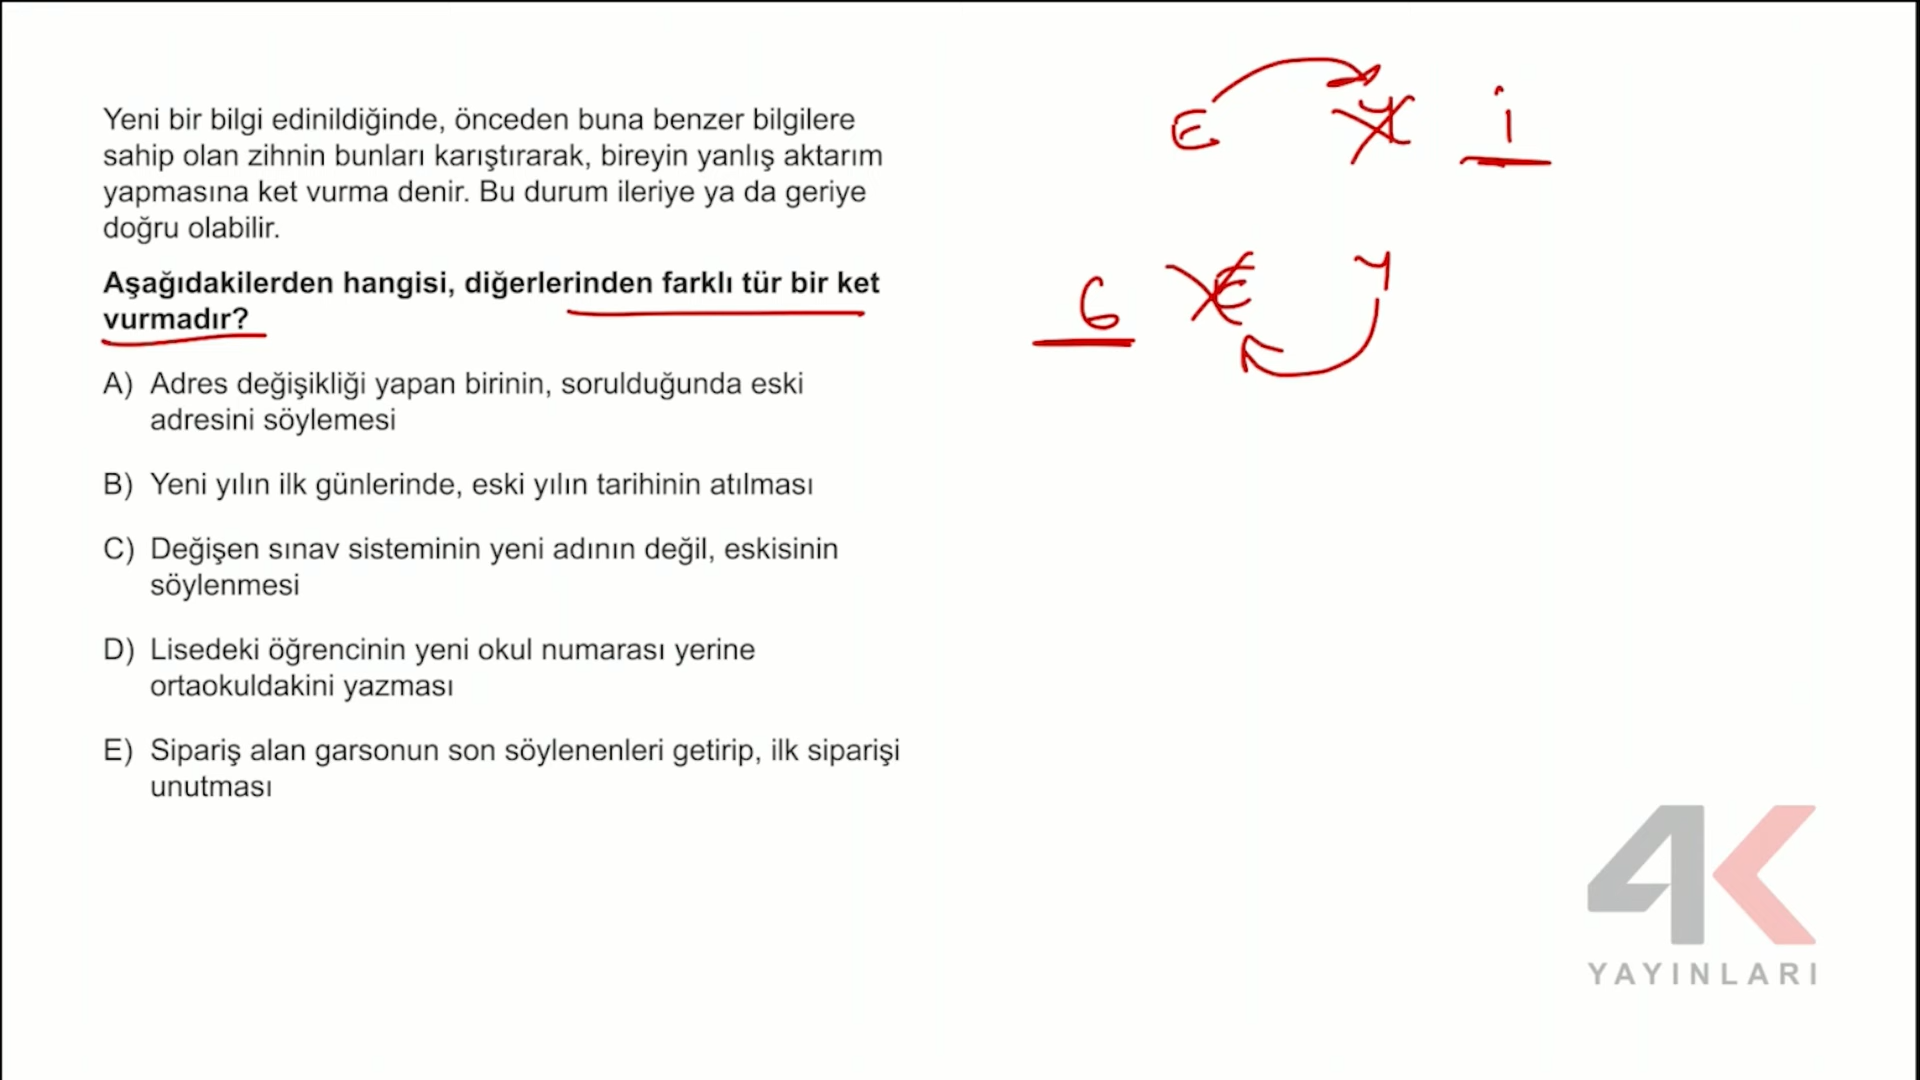 Yeni bir bilgi edinildiğinde, önceden buna benzer bilgilere
sahip olan zihnin bunları karıştırarak, bireyin yanlış aktarım
yapmasına ket vurma denir. Bu durum ileriye ya da geriye
doğru olabilir.
Aşağıdakilerden hangisi, diğerlerinden farklı tür bir ket
vurmadır?
A) Adres değişikliği yapan birinin, sorulduğunda eski
adresini söylemesi
B) Yeni yılın ilk günlerinde, eski yılın tarihinin atılması
C) Değişen sınav sisteminin yeni adının değil, eskisinin
söylenmesi
D) Lisedeki öğrencinin yeni okul numarası yerine
ortaokuldakini yazması
E) Sipariş alan garsonun son söylenenleri getirip, ilk siparişi
unutması
E Y İ
G E Y
4K
YAYINLARI